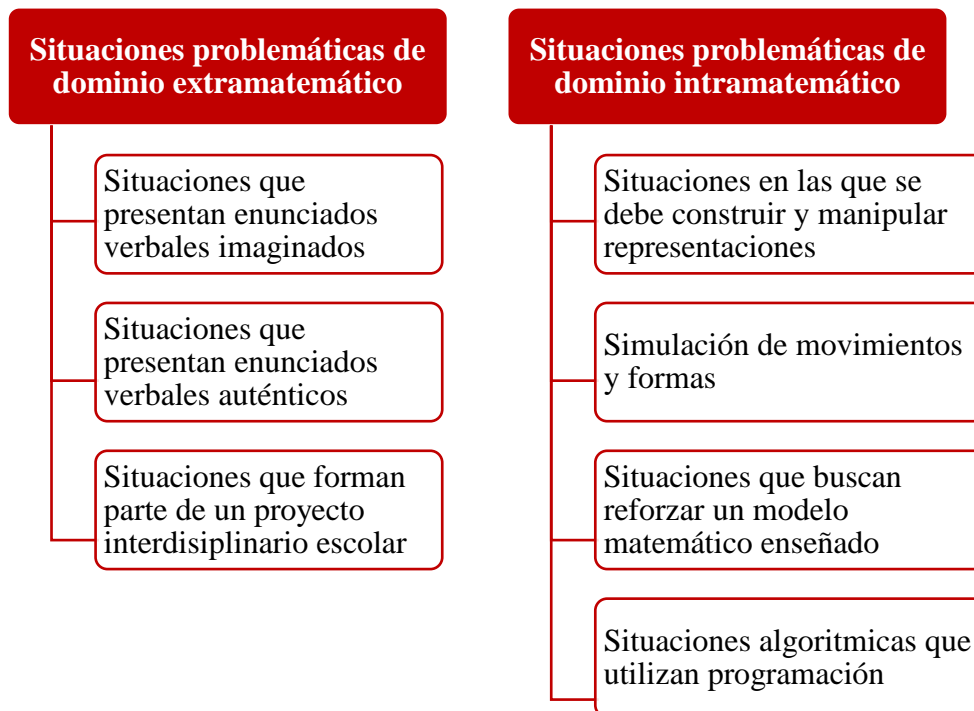 Situaciones problemáticas de
dominio extramatemático
Situaciones que
presentan enunciados
verbales imaginados
Situaciones que
presentan enunciados
verbales auténticos
Situaciones que forman
parte de un proyecto
interdisiplinario escolar
Situaciones problemáticas de
dominio intramatemático
Situaciones en las que se
debe construir y manipular
representaciones
Simulación de movimientos
y formas
Situaciones que buscan
reforzar un modelo
matemático enseñado
Situaciones algoritmicas que
utilizan programación